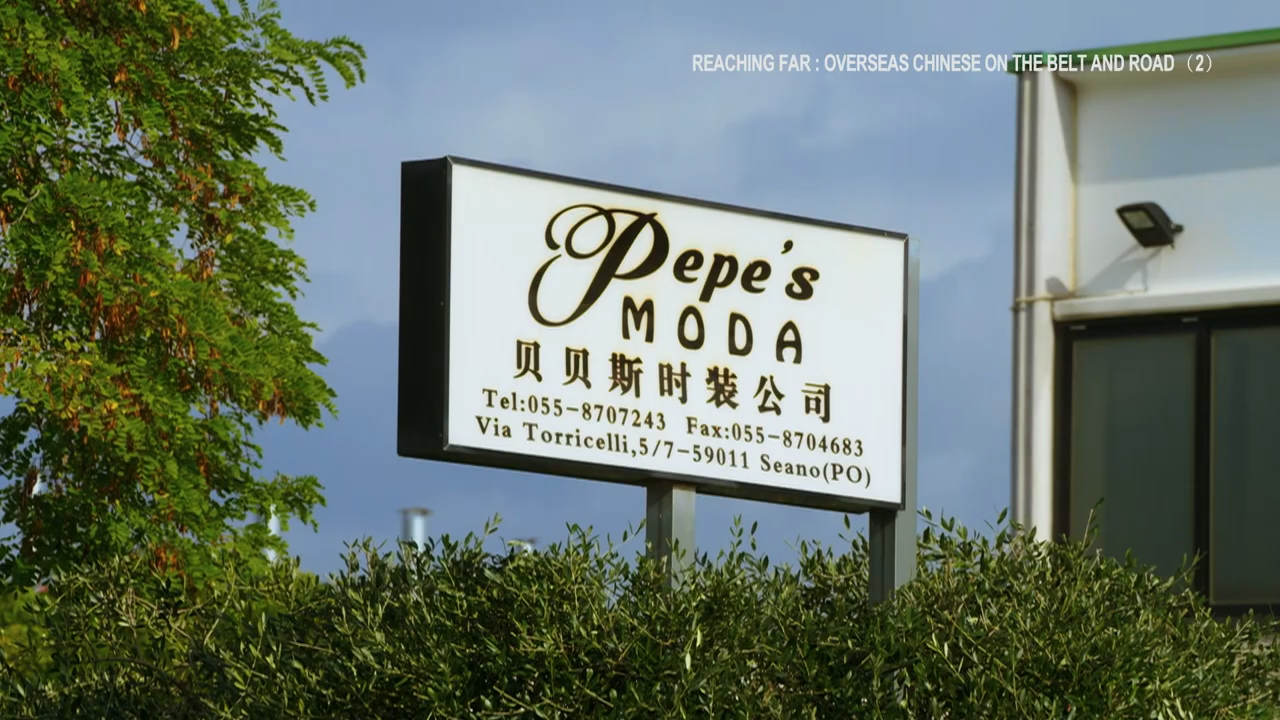 REACHING FAR : OVERSEAS CHINESE ON THE BELT AND ROAD （2）
Pepe's
MODA
贝贝斯时装公司
Tel:055-8707243 Fax:055-8704683
Via Torricelli,5/7-59011 Seano(PO)